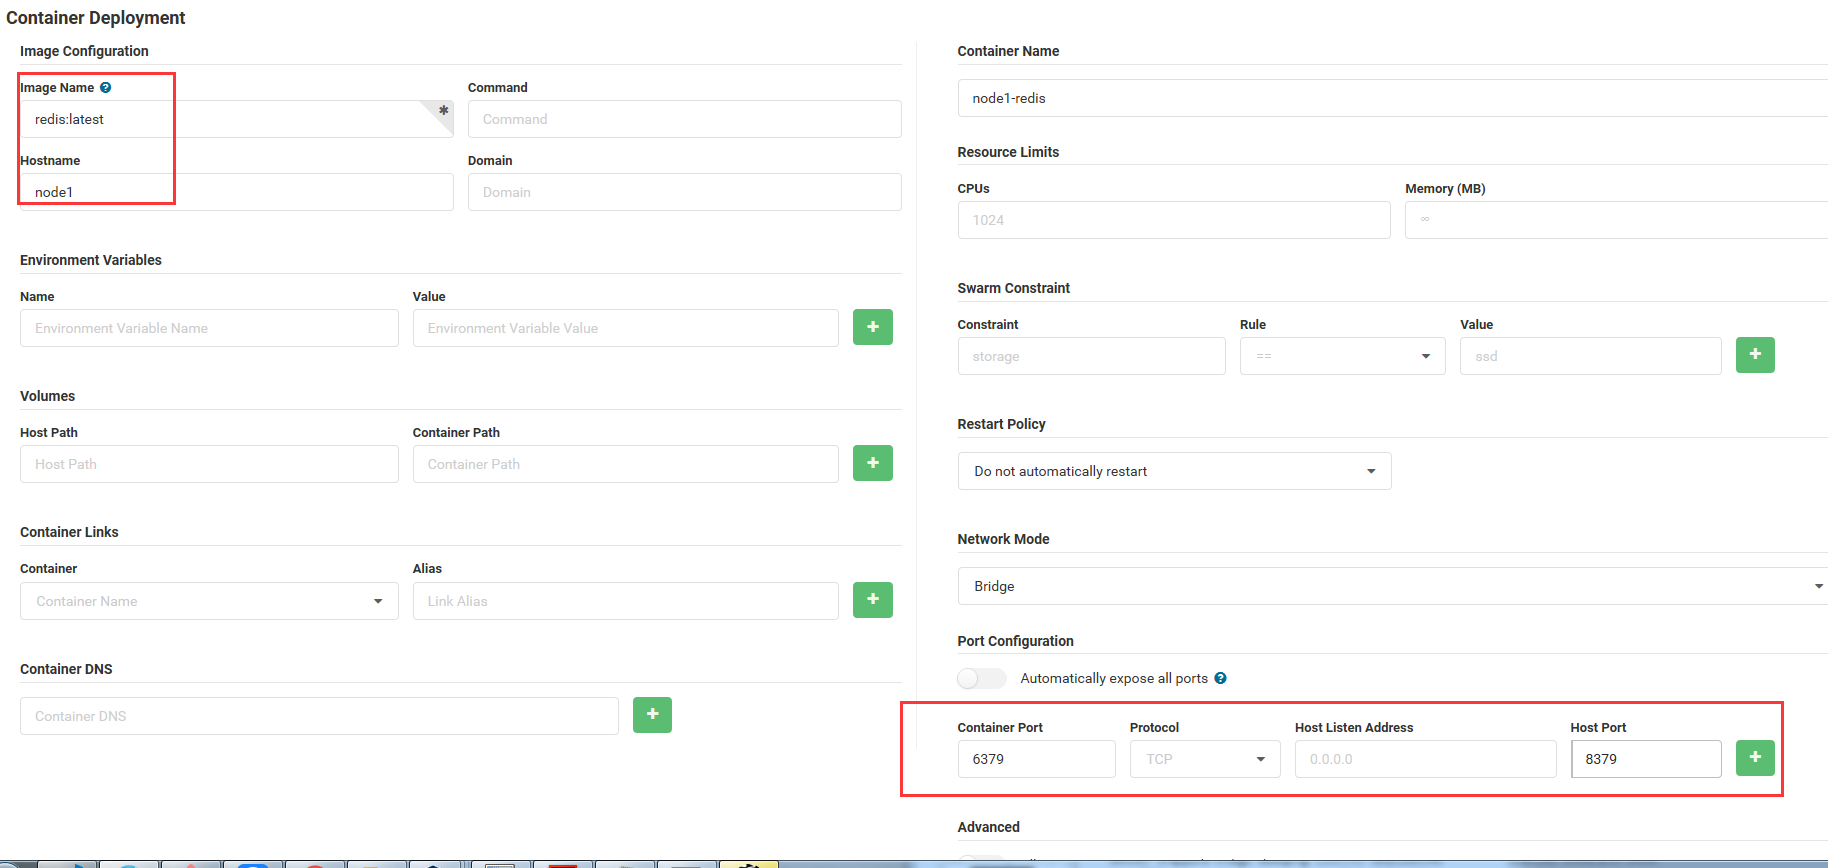 Container Deployment
Image Configuration
Image Name
redis:latest
Command
Command
Hostname
node1
Domain
Domain
Environment Variables
Name
Environment Variable Name
Value
Environment Variable Value
Volumes
Host Path
Host Path
Container Path
Container Path
Container Links
Container
Container Name
Alias
Link Alias
Container DNS
Container DNS
Container Name
node1-redis
Resource Limits
CPUs
1024
Memory (MB)
∞
Swarm Constraint
Constraint
storage
Rule
==
Value
ssd
Restart Policy
Do not automatically restart
Network Mode
Bridge
Port Configuration
Automatically expose all ports
Container Port
6379
Protocol
TCP
Host Listen Address
0.0.0.0
Host Port
8379
Advanced